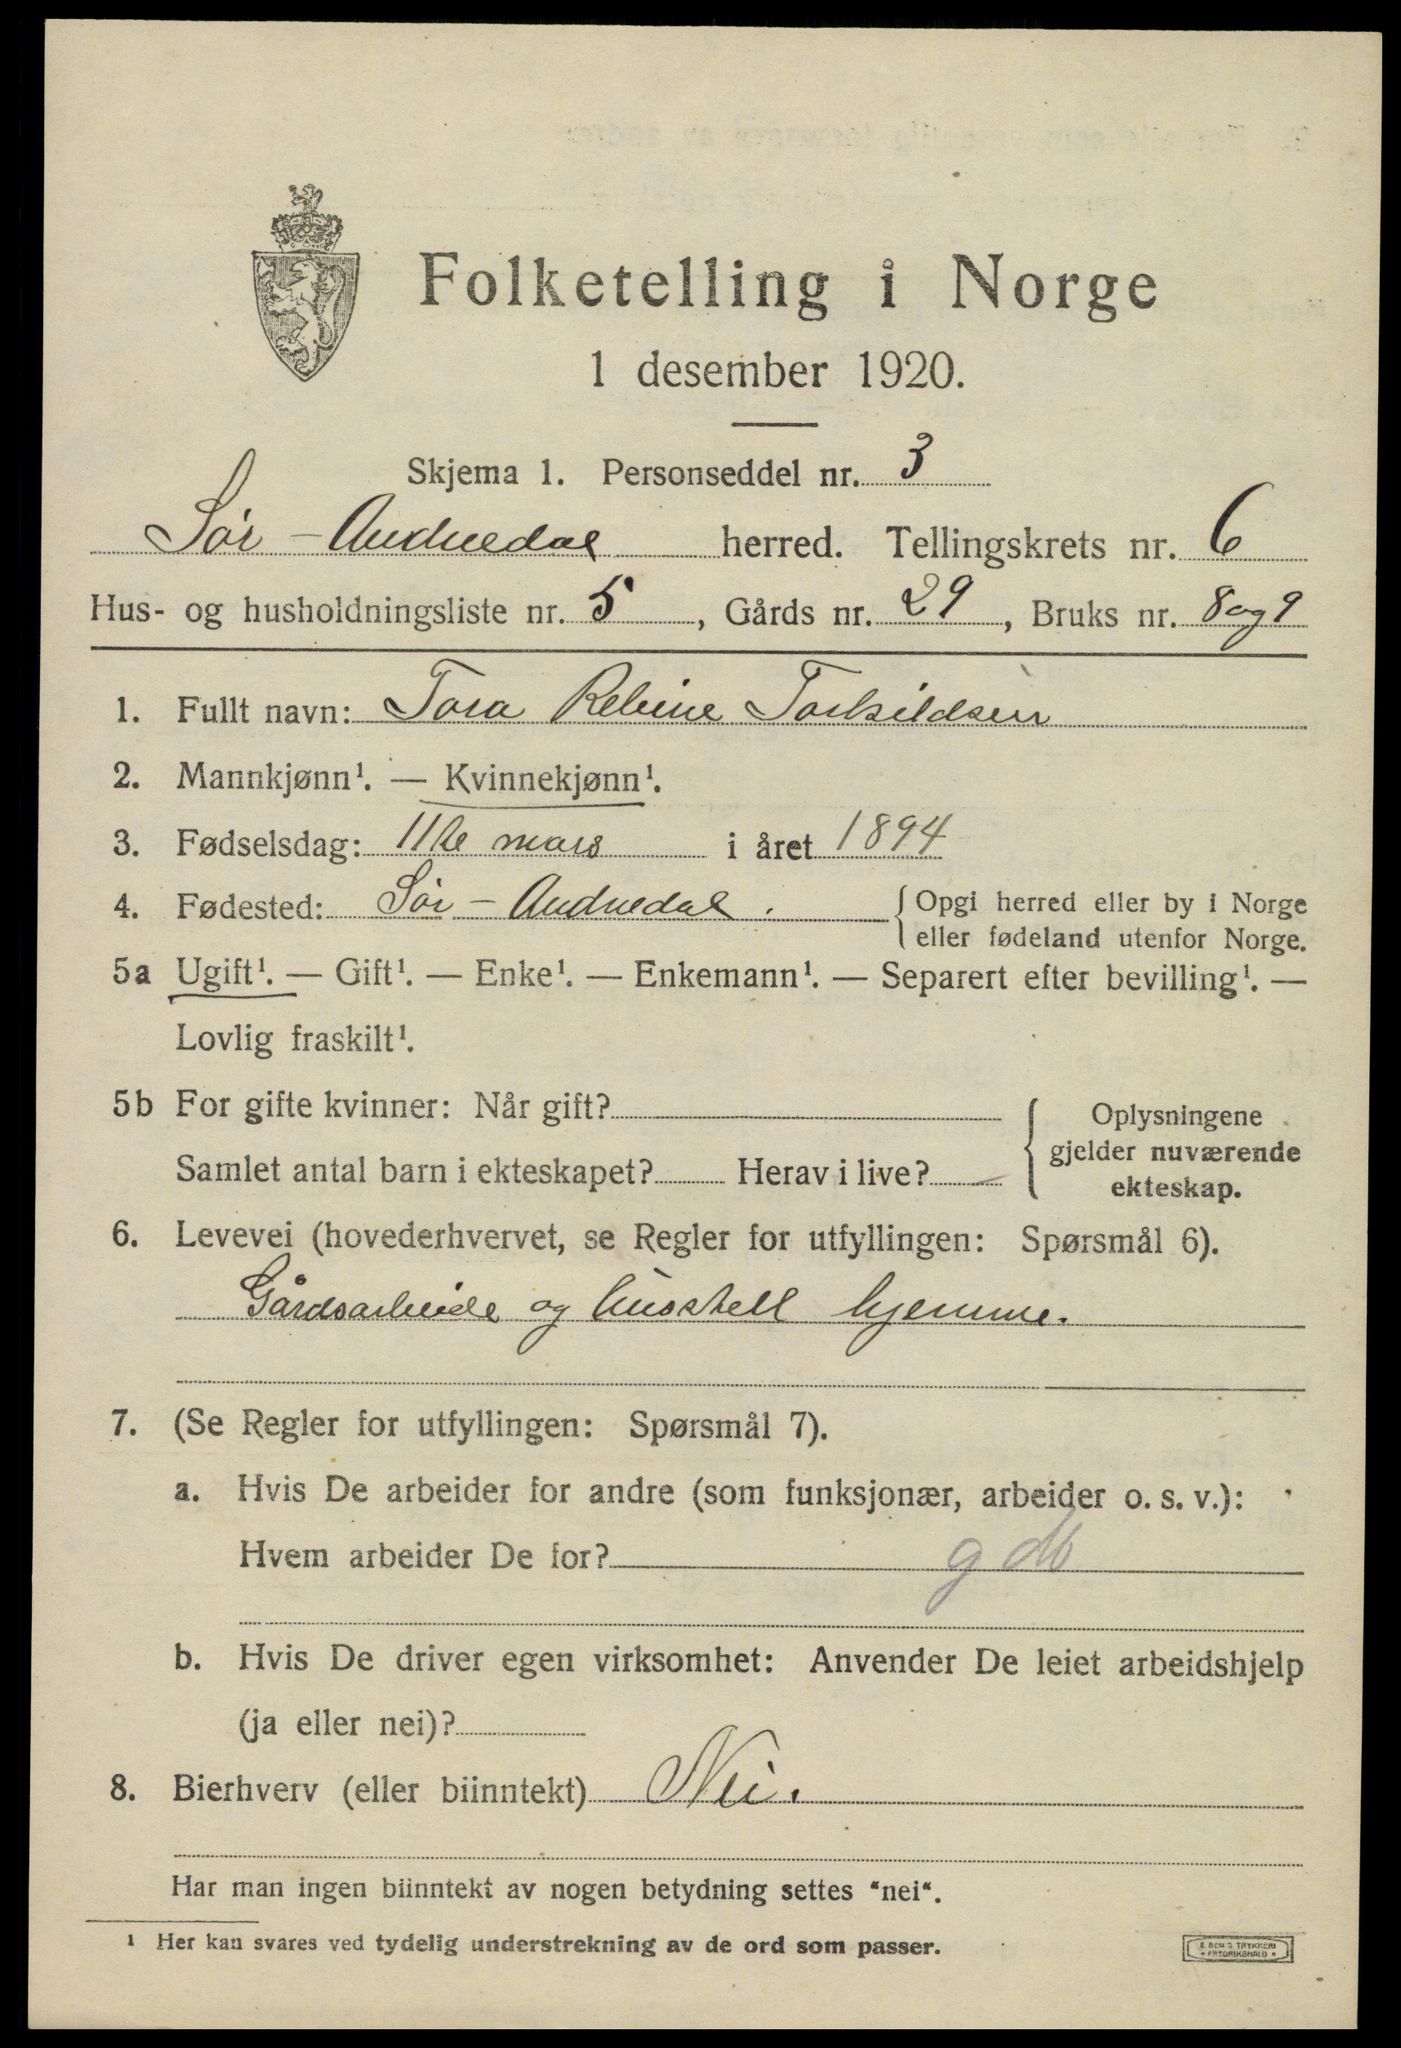 Folketelling i Norge
1 desember 1920.
Skjema 1. Personseddel nr. 3
Sør-Audnedal herred. Tellingskrets nr. 6
Hus- og husholdningsliste nr. 5, Gårds nr. 29, Bruks nr. 8 og 9
1. Fullt navn: Tora Rebine Torkildsen
2. Mannkjønn¹. — Kvinnekjønn¹.
3. Fødselsdag: 11te mars i året 1894
4. Fødested: Sør-Audnedal. { Opgi herred eller by i Norge
eller fødeland utenfor Norge.
5a Ugift¹. — Gift¹. — Enke¹. — Enkemann¹. — Separert efter bevilling¹. —
Lovlig fraskilt¹.
5b For gifte kvinner: Når gift?
Samlet antal barn i ekteskapet? Herav i live? –
Oplysningene
gjelder nuværende
ekteskap.
6. Levevei (hovederhvervet, se Regler for utfyllingen: Spørsmål 6).
Gårdsarbeide og husstell hjemme.
7. (Se Regler for utfyllingen: Spørsmål 7).
a. Hvis De arbeider for andre (som funksjonær, arbeider o. s. v.):
Hvem arbeider De for?
b. Hvis De driver egen virksomhet: Anvender De leiet arbeidshjelp
(ja eller nei)?
8. Bierhverv (eller biinntekt) Nei.
Har man ingen biinntekt av nogen betydning settes "nei".
¹ Her kan svares ved tydelig understrekning av de ord som passer.
E. SEM'S TRYKKERI
FREDRIKSHALD